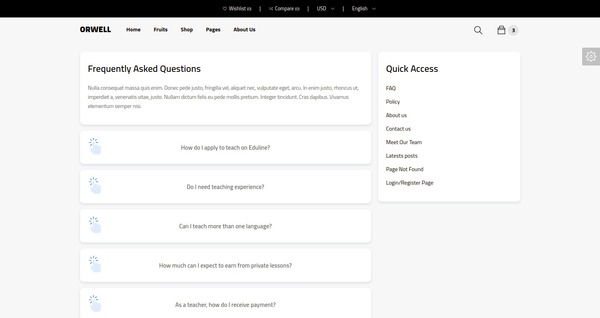 Wishlist (0)
Compare (0)
USD
English
ORWELL
Home
Fruits
Shop
Pages
About Us
3
Frequently Asked Questions
Nulla consequat massa quis enim. Donec pede justo, fringilla vel, aliquet nec, vulputate eget, arcu. In enim justo, rhoncus ut,
imperdiet a, venenatis vitae, justo. Nullam dictum felis eu pede mollis pretium. Integer tincidunt. Cras dapibus. Vivamus
elementum semper nisi.
How do I apply to teach on Eduline?
Do I need teaching experience?
Can I teach more than one language?
How much can I expect to earn from private lessons?
As a teacher, how do I receive payment?
Quick Access
FAQ
Policy
About us
Contact us
Meet Our Team
Latests posts
Page Not Found
Login/Register Page